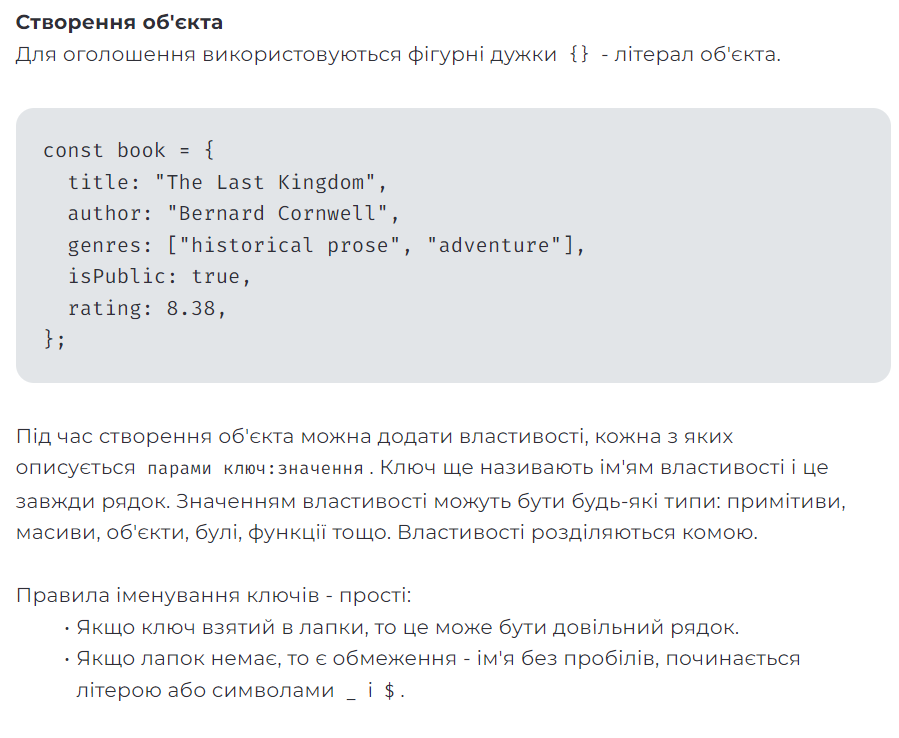 Створення об'єкта
Для оголошення використовуються фігурні дужки {} - літерал об'єкта.
const book = {
  title: "The Last Kingdom",
  author: "Bernard Cornwell",
  genres: ["historical prose", "adventure"],
  isPublic: true,
  rating: 8.38,
};
Під час створення об'єкта можна додати властивості, кожна з яких
описується парами ключ:значення. Ключ ще називають ім'ям властивості і це
завжди рядок. Значенням властивості можуть бути будь-які типи: примітиви,
масиви, об'єкти, булі, функції тощо. Властивості розділяються комою.
Правила іменування ключів - прості:
• Якщо ключ взятий в лапки, то це може бути довільний рядок.
• Якщо лапок немає, то є обмеження - ім'я без пробілів, починається
літерою або символами _ і $.